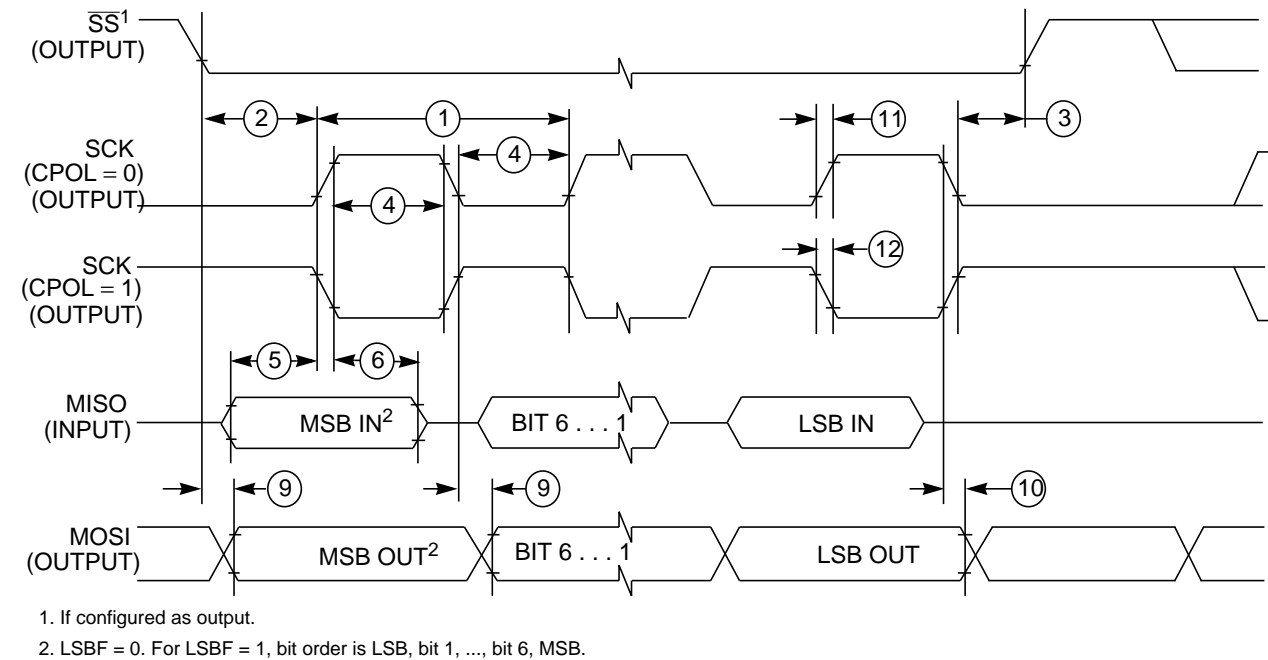 SS1
(OUTPUT)
2
1
11
3
SCK
(CPOL = 0)
(OUTPUT)
4
4
SCK
(CPOL = 1)
(OUTPUT)
12
5
6
MISO
(INPUT)
MSB IN2
BIT 6 . . . 1
LSB IN
9
9
10
MOSI
(OUTPUT)
MSB OUT2
BIT 6 . . . 1
LSB OUT
1. If configured as output.
2. LSBF = 0. For LSBF = 1, bit order is LSB, bit 1, ..., bit 6, MSB.